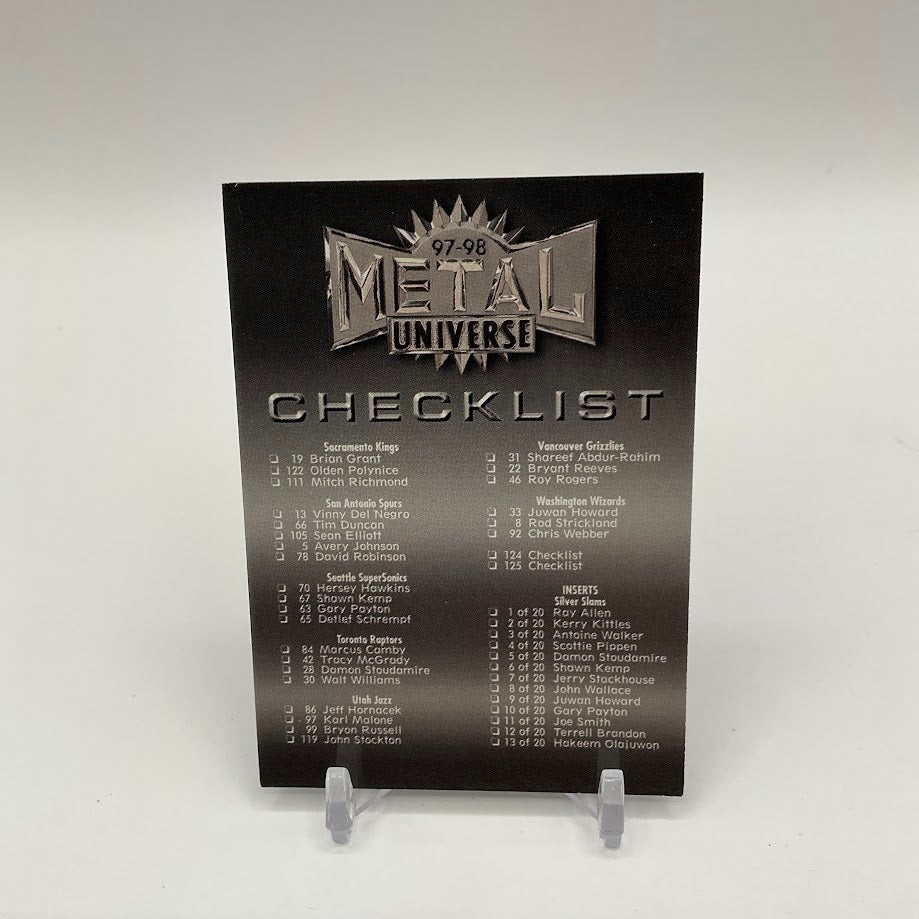 97-98
METAL
UNIVERSE
CHECKLIST
Sacramento Kings
19 Brian Grant
122 Olden Polynice
111 Mitch Richmond
San Antonio Spurs
13 Vinny Del Negro
66 Tim Duncan
105 Sean Elliott
5 Avery Johnson
78 David Robinson
Seattle SuperSonics
70 Hersey Hawkins
67 Shawn Kemp
63 Gary Payton
65 Detlef Schrempf
Toronto Raptors
84 Marcus Camby
42 Tracy McGrady
28 Damon Stoudamire
30 Walt Williams
Utah Jazz
86 Jeff Hornacek
97 Karl Malone
99 Bryon Russell
119 John Stockton
Vancouver Grizzlies
31 Shareef Abdur-Rahim
22 Bryant Reeves
46 Roy Rogers
Washington Wizards
33 Juwan Howard
8 Rod Strickland
92 Chris Webber
124 Checklist
125 Checklist
INSERTS
Silver Slams
1 of 20 Ray Allen
2 of 20 Kerry Kittles
3 of 20 Antoine Walker
4 of 20 Scottie Pippen
5 of 20 Damon Stoudamire
6 of 20 Shawn Kemp
7 of 20 Jerry Stackhouse
8 of 20 John Wallace
9 of 20 Juwan Howard
10 of 20 Gary Payton
11 of 20 Joe Smith
12 of 20 Terrell Brandon
13 of 20 Hakeem Olajuwon